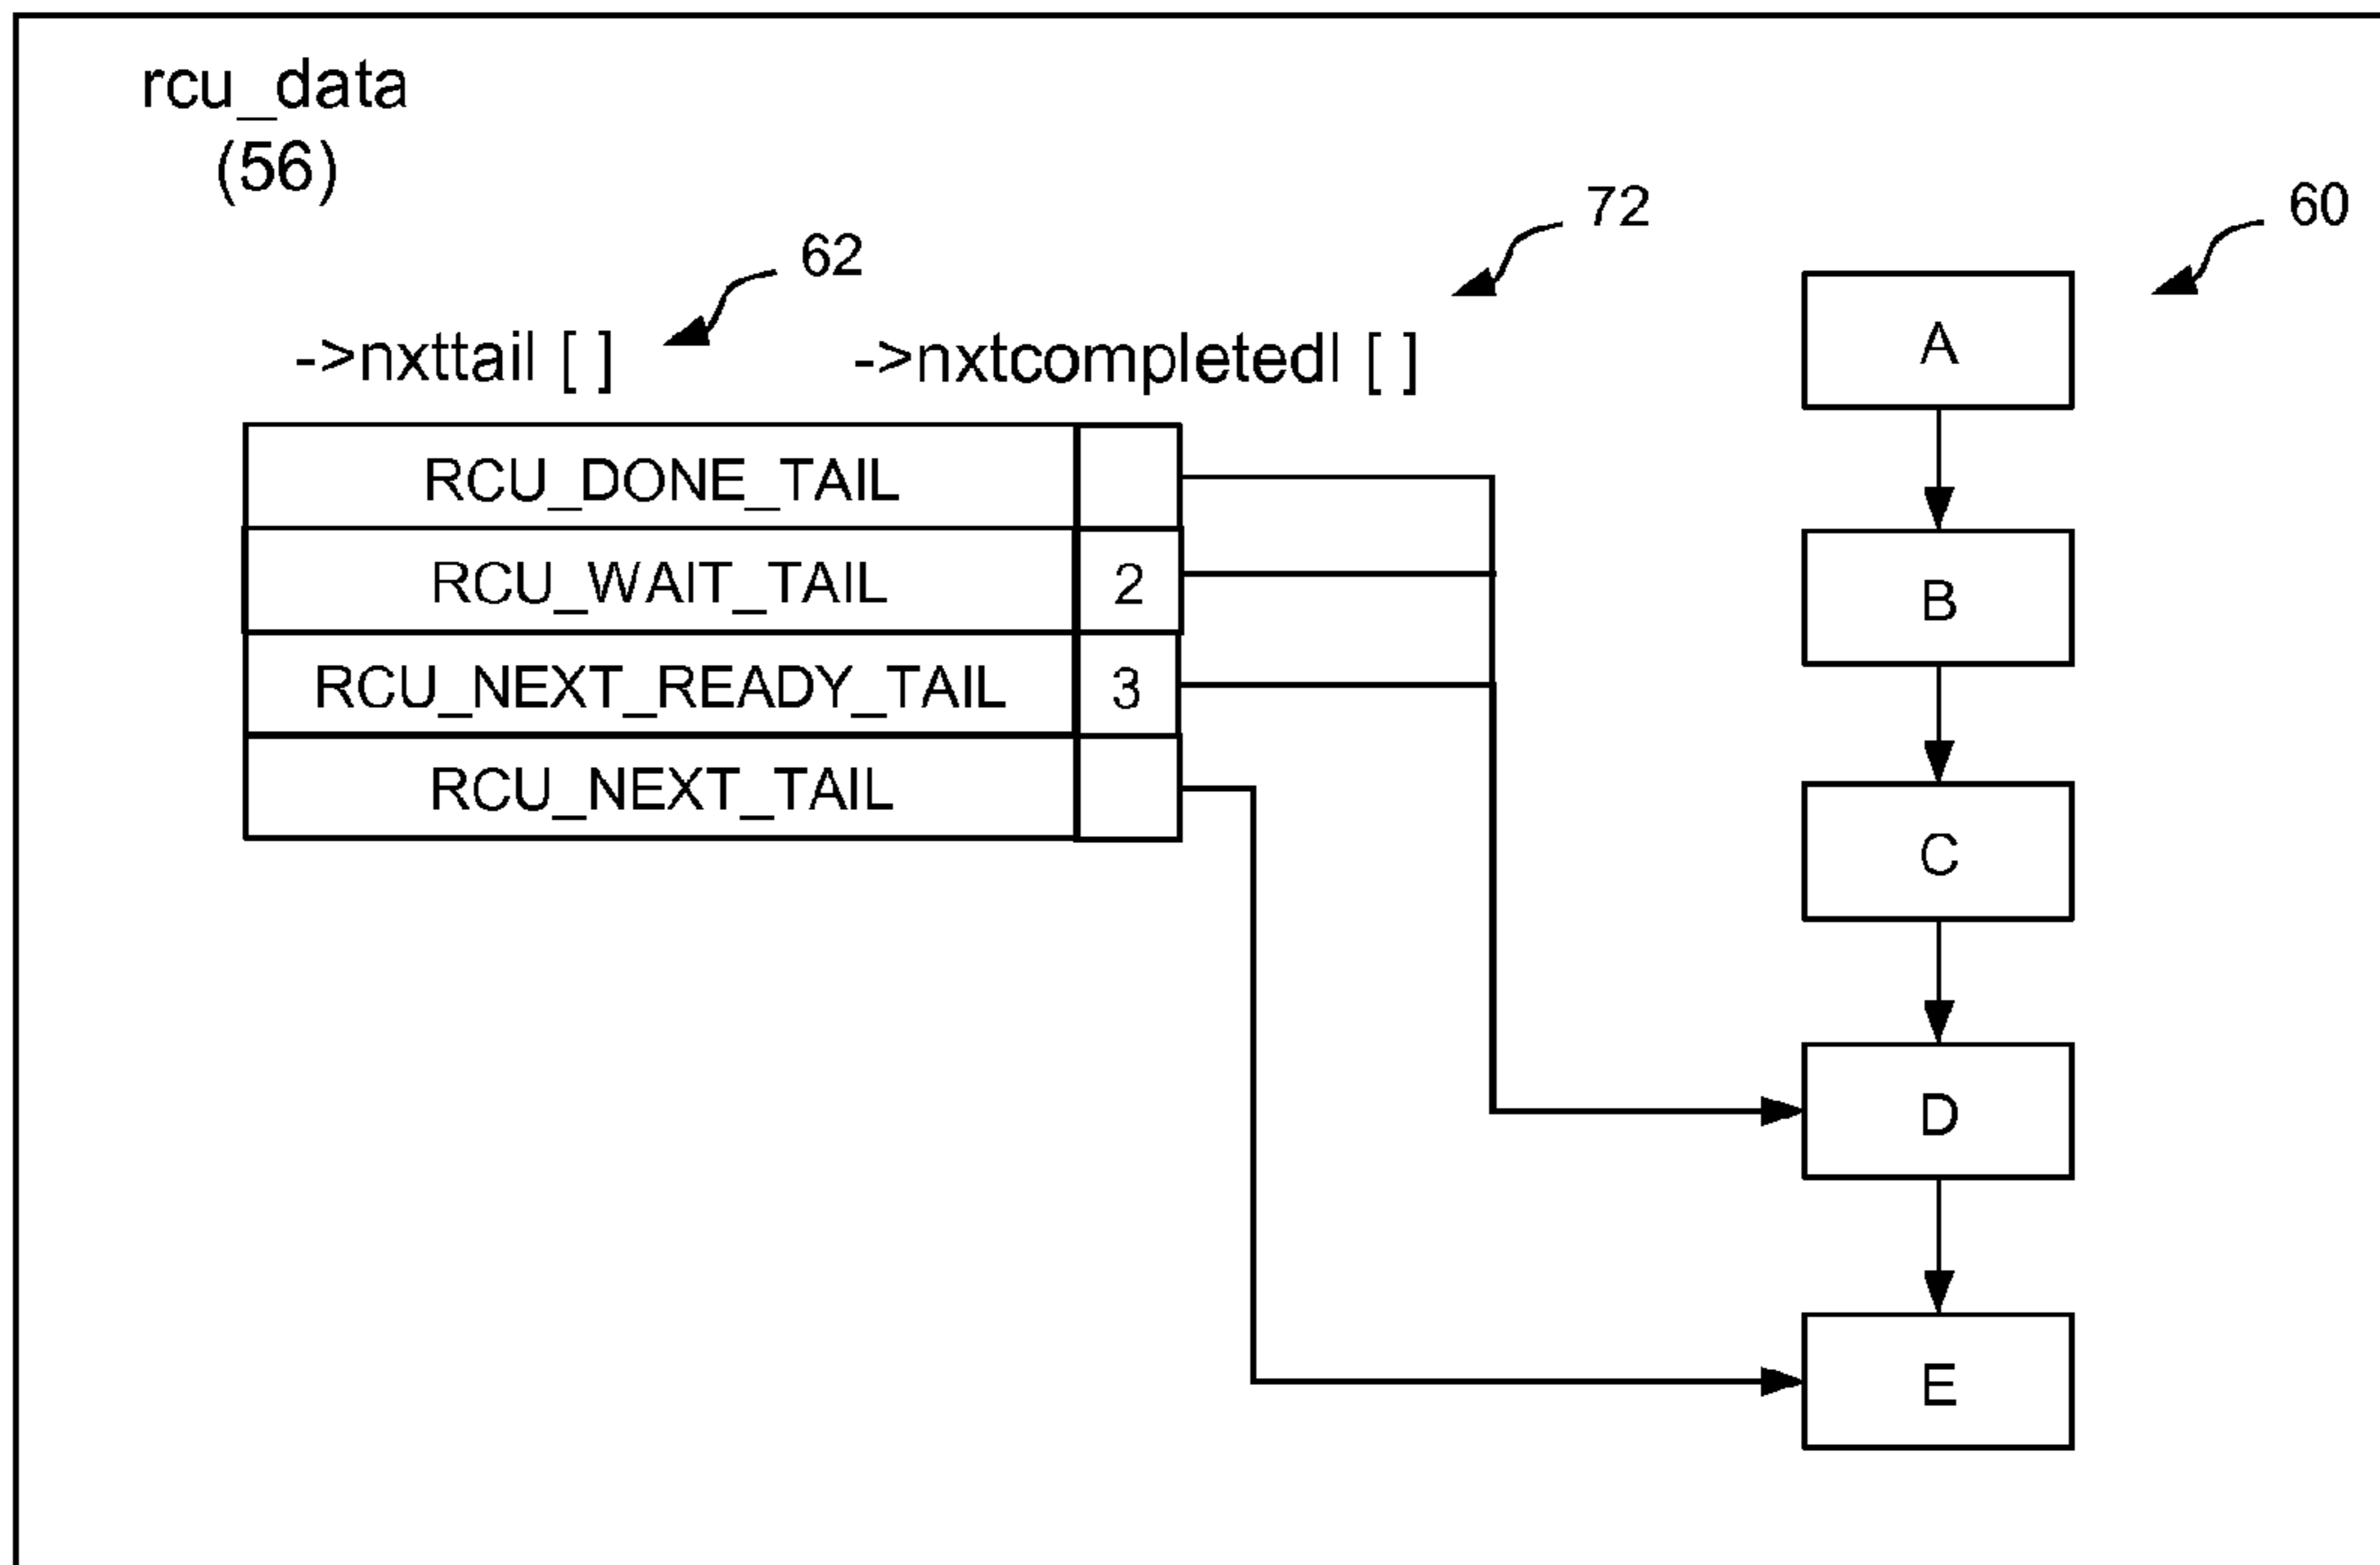 rcu_data
(56)
72
60
62
->nxttail [ ]
->nxtcompletedl [ ]
A
RCU_DONE_TAIL
RCU_WAIT_TAIL 2
B
RCU_NEXT_READY_TAIL 3
RCU_NEXT_TAIL
C
D
E